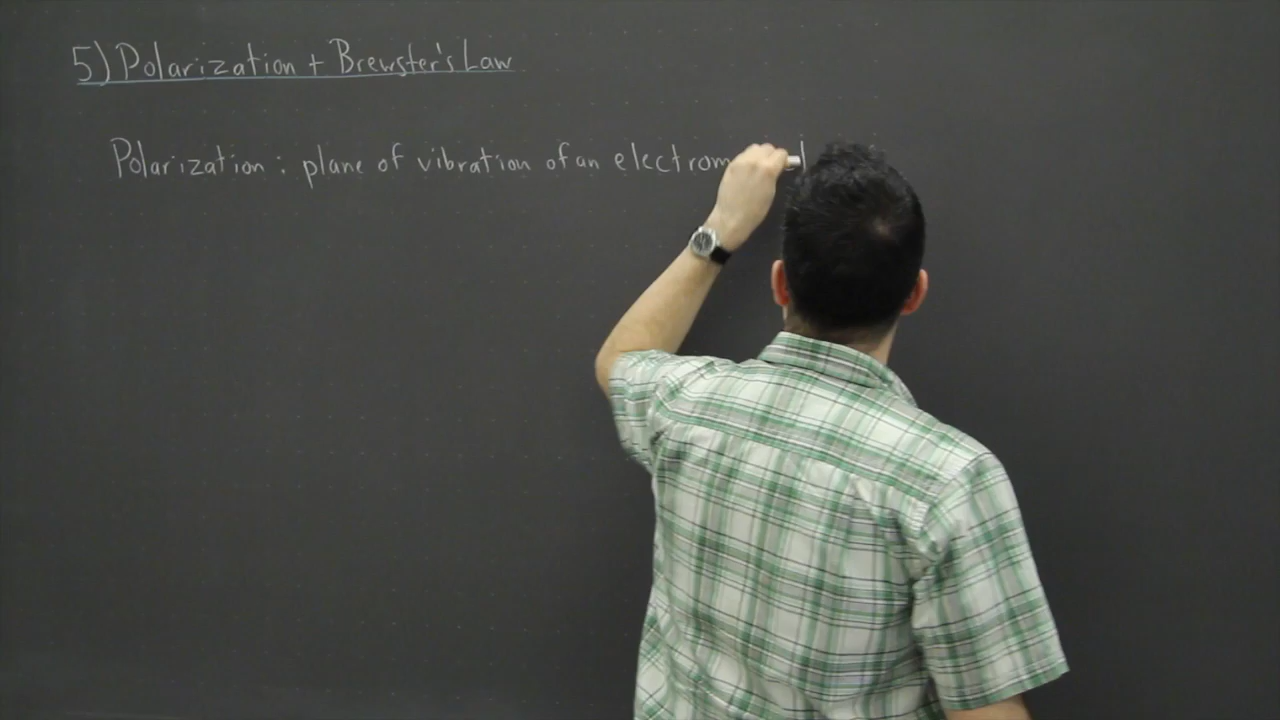 5) Polarization + Brewster's Law
Polarization : plane of vibration of an electrom